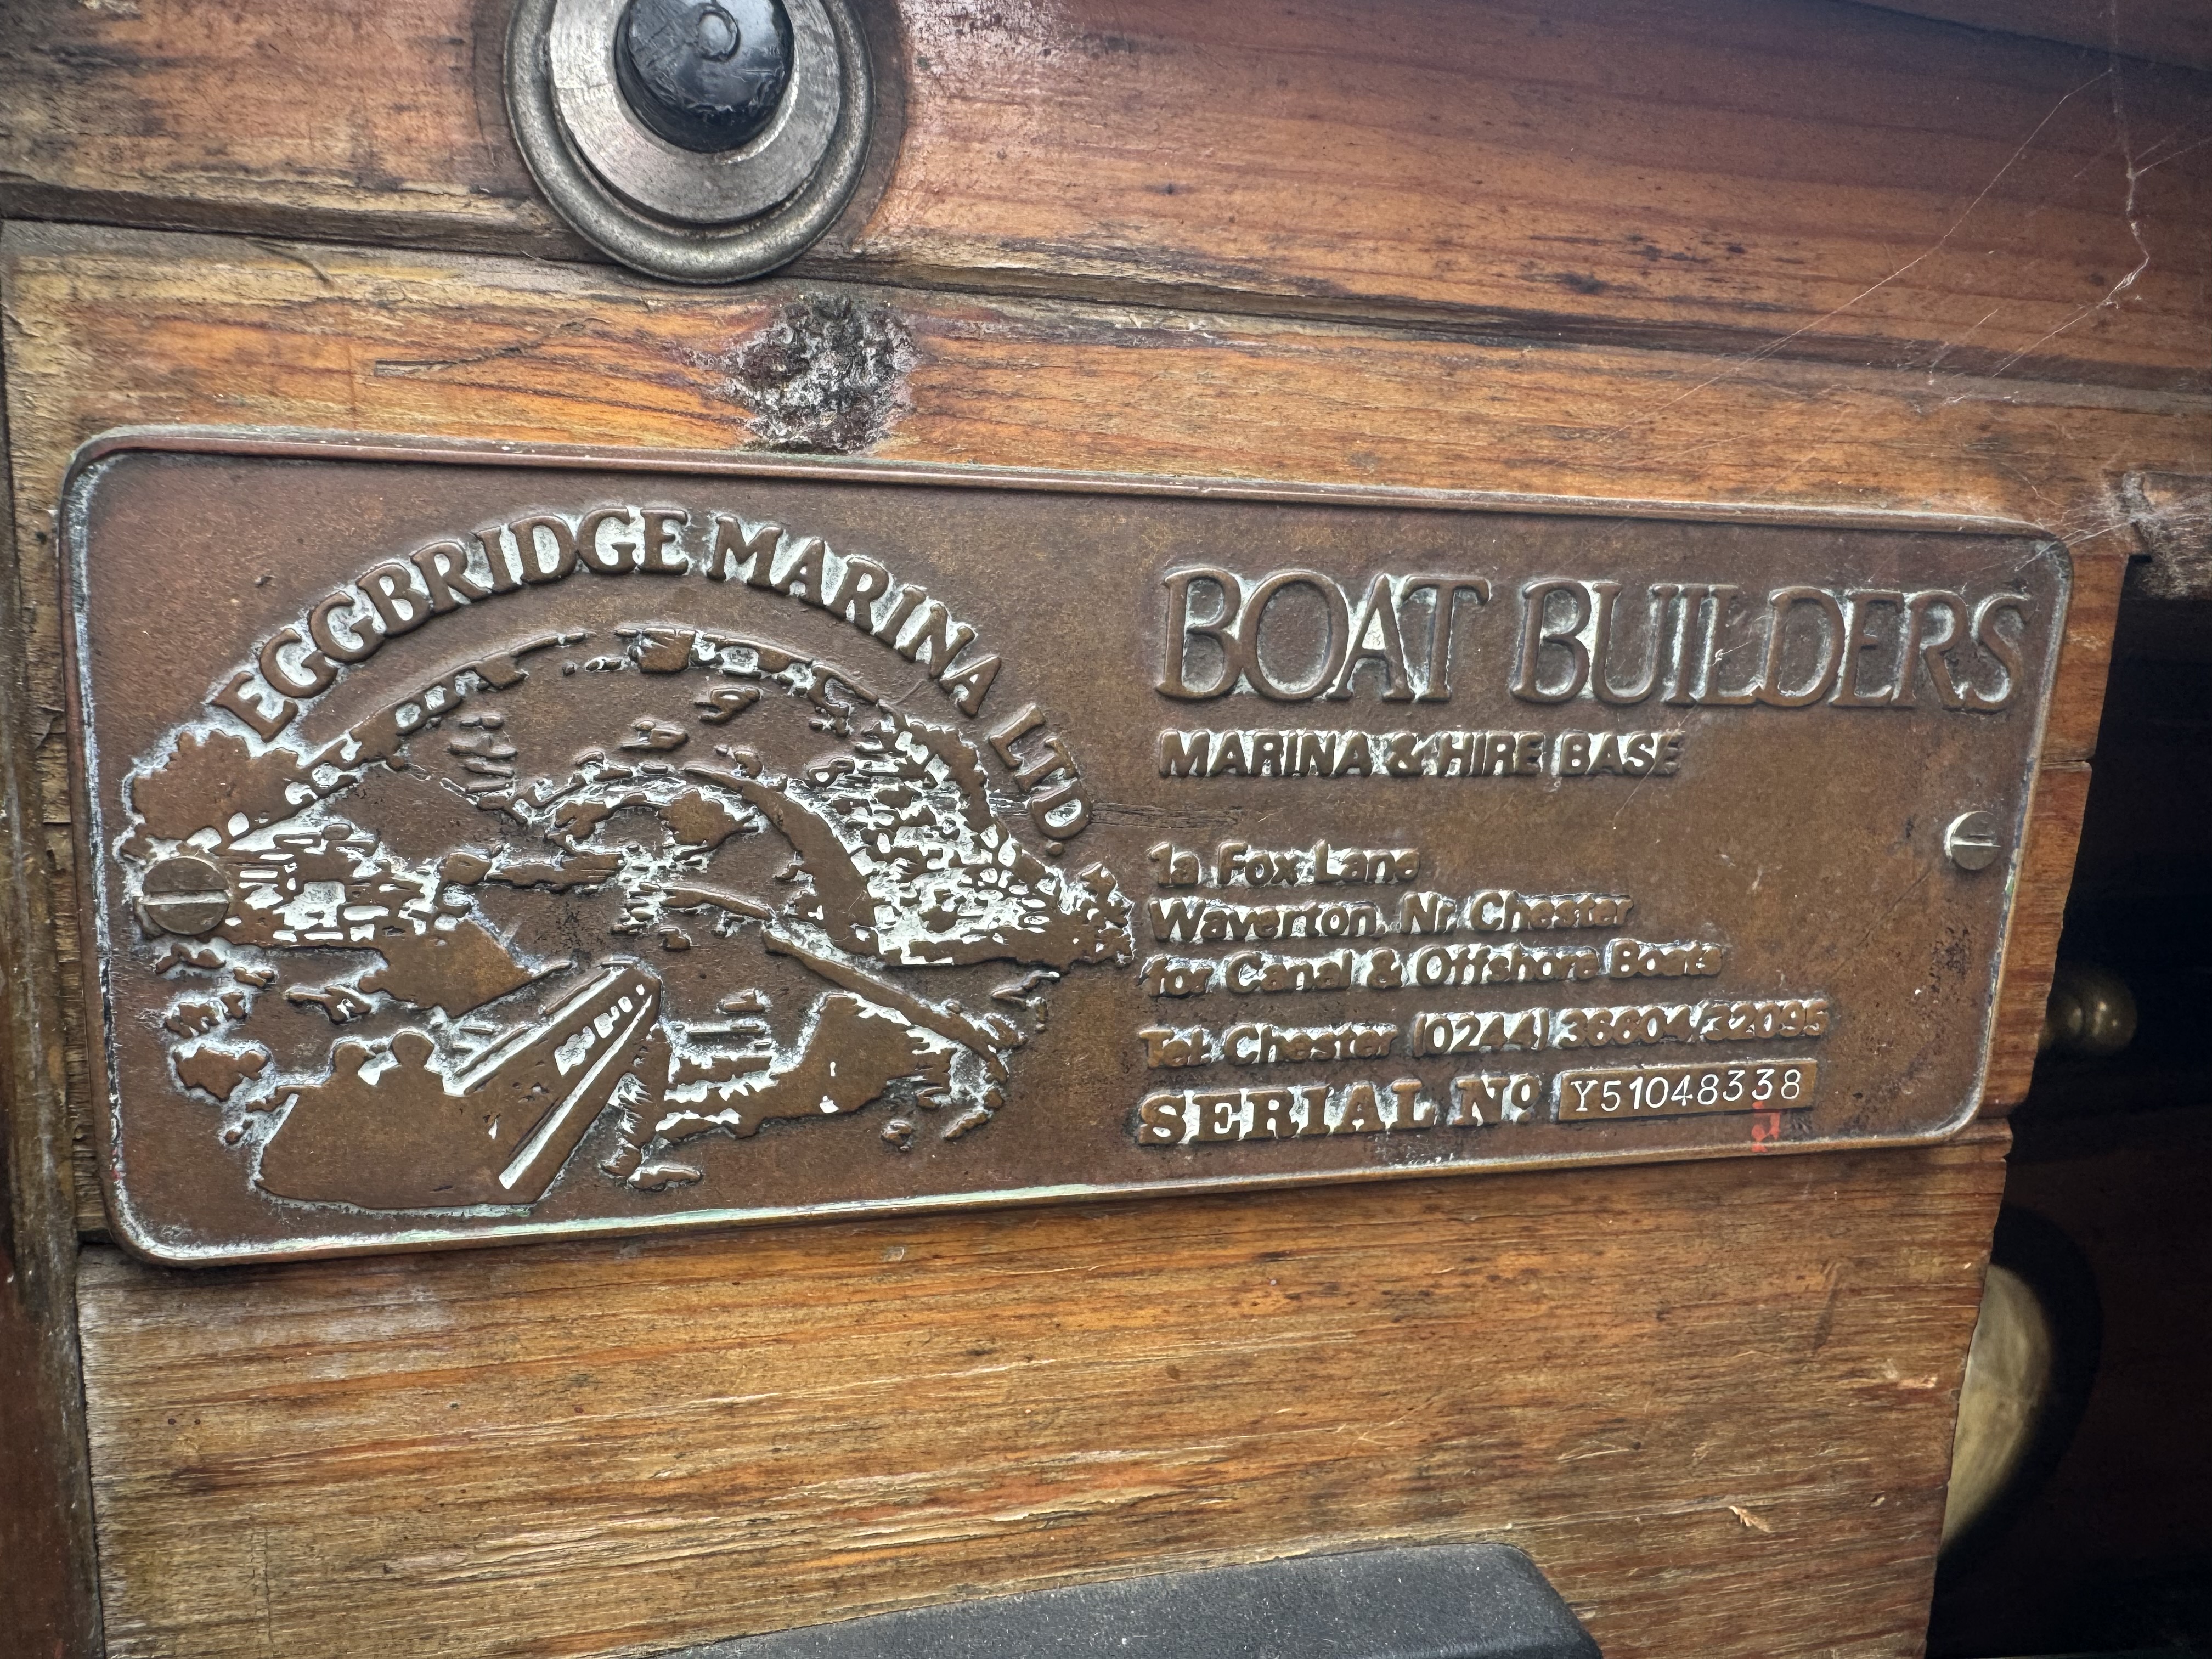 EGGBRIDGE MARINA LTD.
BOAT BUILDERS
MARINA & HIRE BASE
1a Fox Lane
Waverton, Nr. Chester
for Canal & Offshore Boats
Tel: Chester (0244) 36604/32095
SERIAL No Y51048338